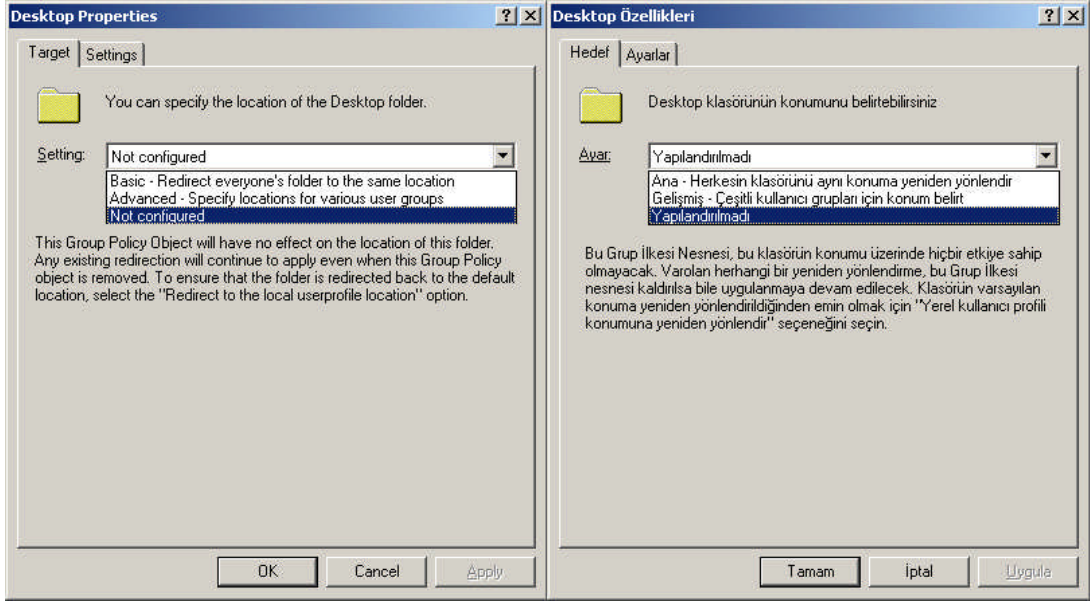 Desktop Properties
Target
Settings
You can specify the location of the Desktop folder.
Setting:
Not configured
Basic - Redirect everyone's folder to the same location
Advanced - Specify locations for various user groups
Not configured
This Group Policy Object will have no effect on the location of this folder.
Any existing redirection will continue to apply even when this Group Policy
object is removed. To ensure that the folder is redirected back to the default
location, select the "Redirect to the local userprofile location" option.
OK
Cancel
Apply
Desktop Özellikleri
Hedef
Ayarlar
Desktop klasörünün konumunu belirtebilirsiniz
Ayar:
Yapılandırılmadı
Ana - Herkesin klasörünü aynı konuma yeniden yönlendir
Gelişmiş - Çeşitli kullanıcı grupları için konum belirt
Yapılandırılmadı
Bu Grup İlkesi Nesnesi, bu klasörün konumu üzerinde hiçbir etkiye sahip
olmayacak. Varolan herhangi bir yeniden yönlendirme, bu Grup İlkesi
nesnesi kaldırılsa bile uygulanmaya devam edilecek. Klasörün varsayılan
konuma yeniden yönlendirildiğinden emin olmak için "Yerel kullanıcı profili
konumuna yeniden yönlendir" seçeneğini seçin.
Tamam
İptal
Uygula